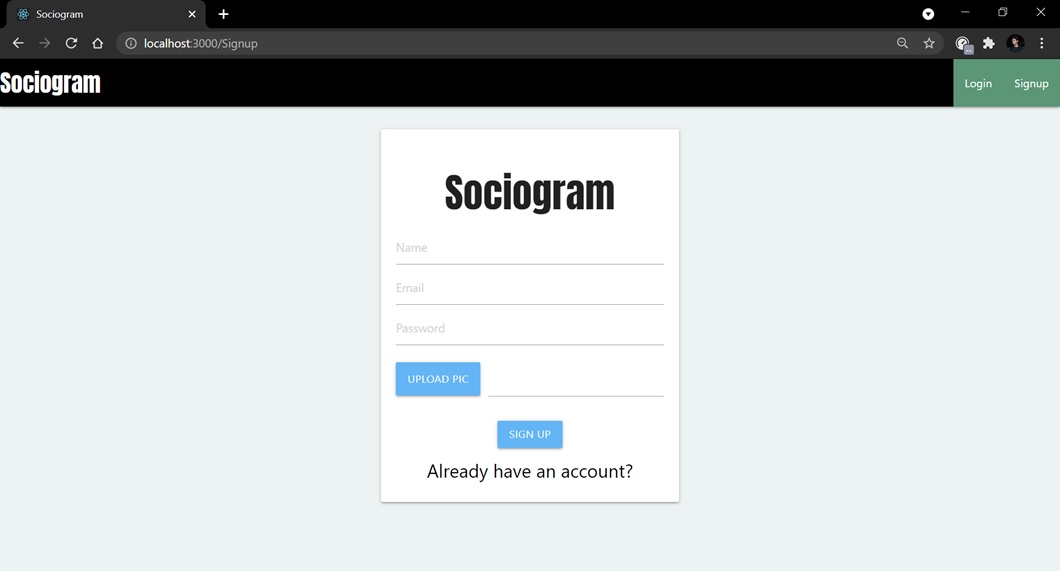 Sociogram
localhost:3000/Signup
Sociogram
Login Signup
Sociogram
Name
Email
Password
UPLOAD PIC
SIGN UP
Already have an account?